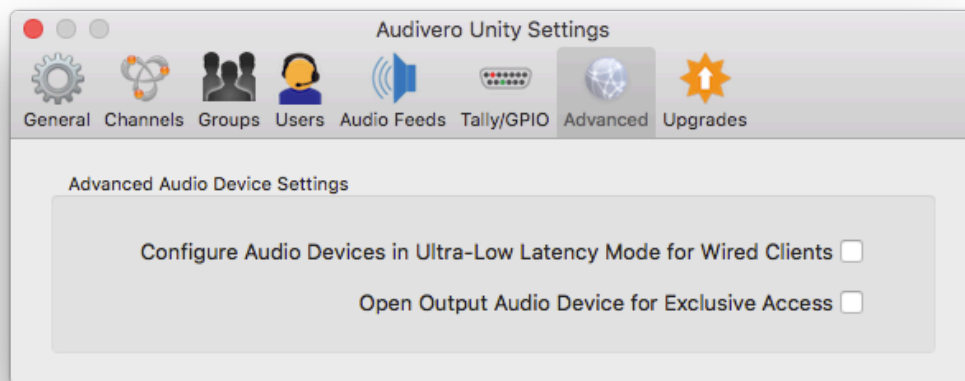 Audivero Unity Settings
General Channels Groups Users Audio Feeds Tally/GPIO Advanced Upgrades
Advanced Audio Device Settings
Configure Audio Devices in Ultra-Low Latency Mode for Wired Clients
Open Output Audio Device for Exclusive Access